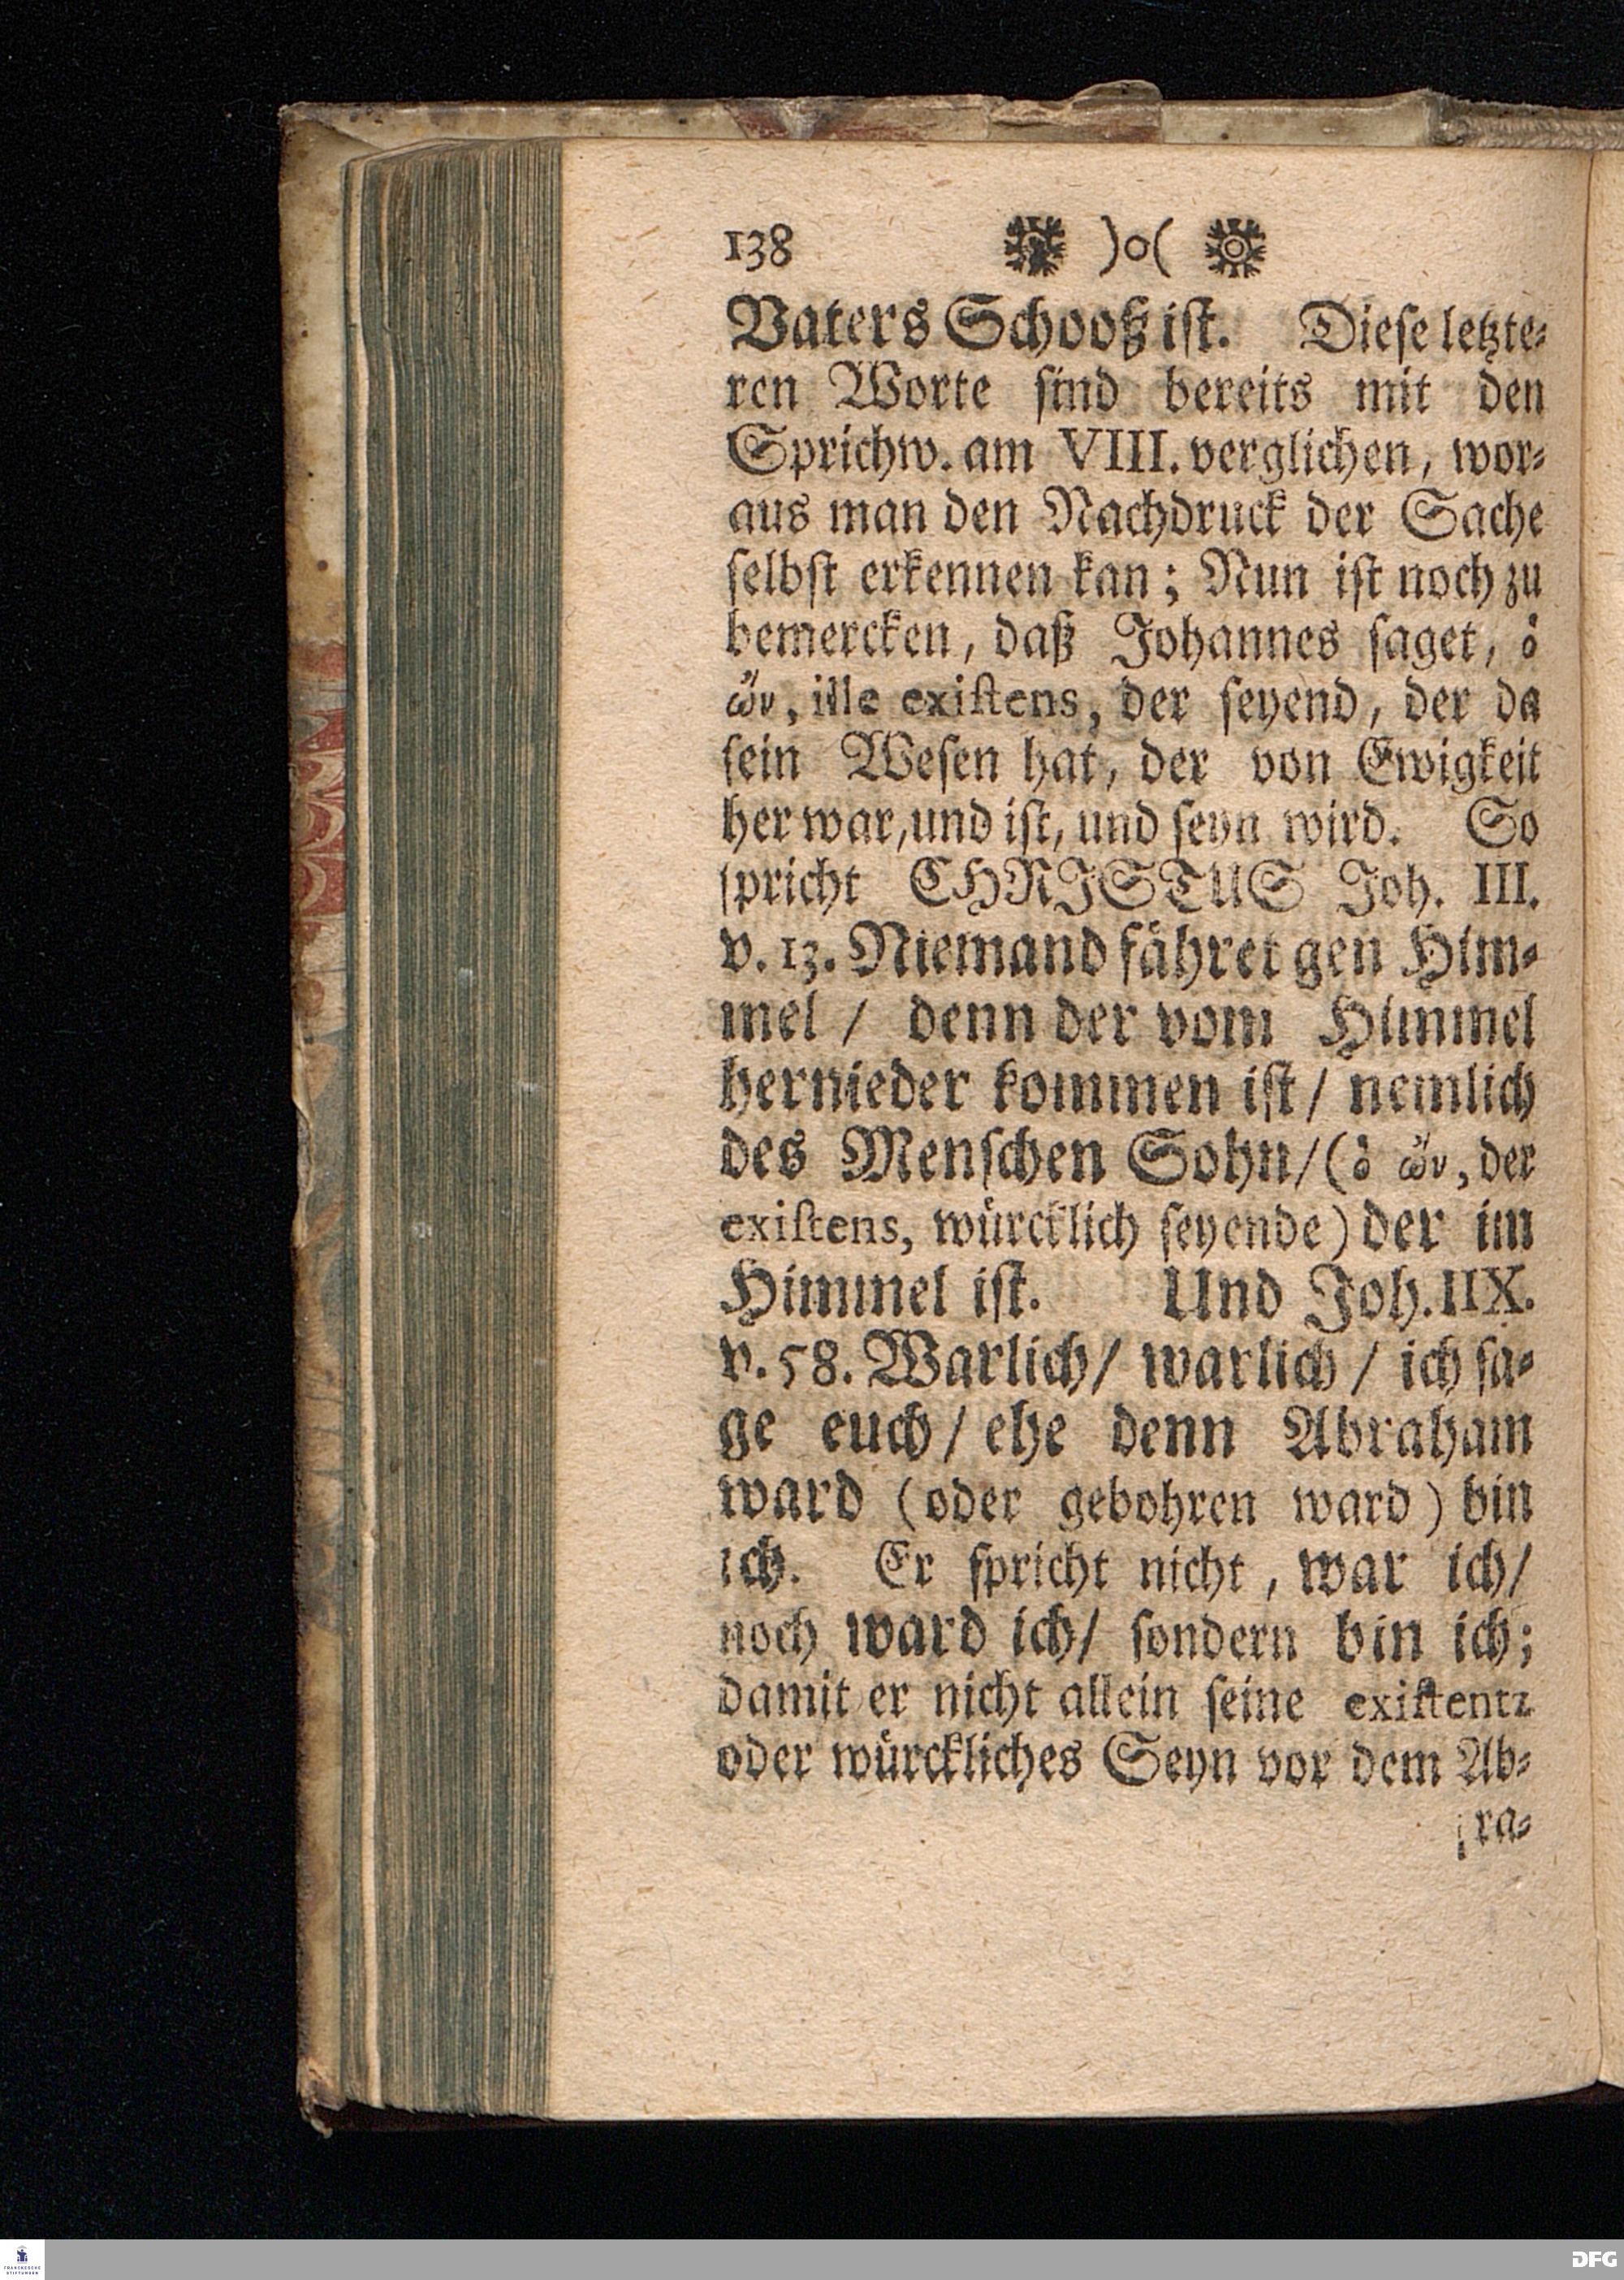 138 )o(
Vaters Schooß ist. Diese letzte⸗
ren Worte sind bereits mit den
Sprichw. am VIII. verglichen, wor⸗
aus man den Nachdruck der Sache
selbst erkennen kan; Nun ist noch zu
bemercken, daß Johannes saget, ὁ
ὤν, ille existens, der seyend, der da
sein Wesen hat, der von Ewigkeit
her war, und ist, und seyn wird. So
spricht CHRISTUS Joh. III.
v. 13. Niemand fähret gen Him⸗
mel / denn der vom Himmel
hernieder kommen ist / nemlich
des Menschen Sohn / (ὁ ὤν, der
existens, würcklich seyende) der im
Himmel ist. Und Joh. IIX.
v. 58. Warlich / warlich / ich sa⸗
ge euch / ehe denn Abraham
ward (oder gebohren ward) bin
ich. Er spricht nicht, war ich /
noch ward ich / sondern bin ich;
damit er nicht allein seine existentz
oder würckliches Seyn vor dem Ab⸗
ra⸗
FRANCKESCHE
STIFTUNGEN
DFG